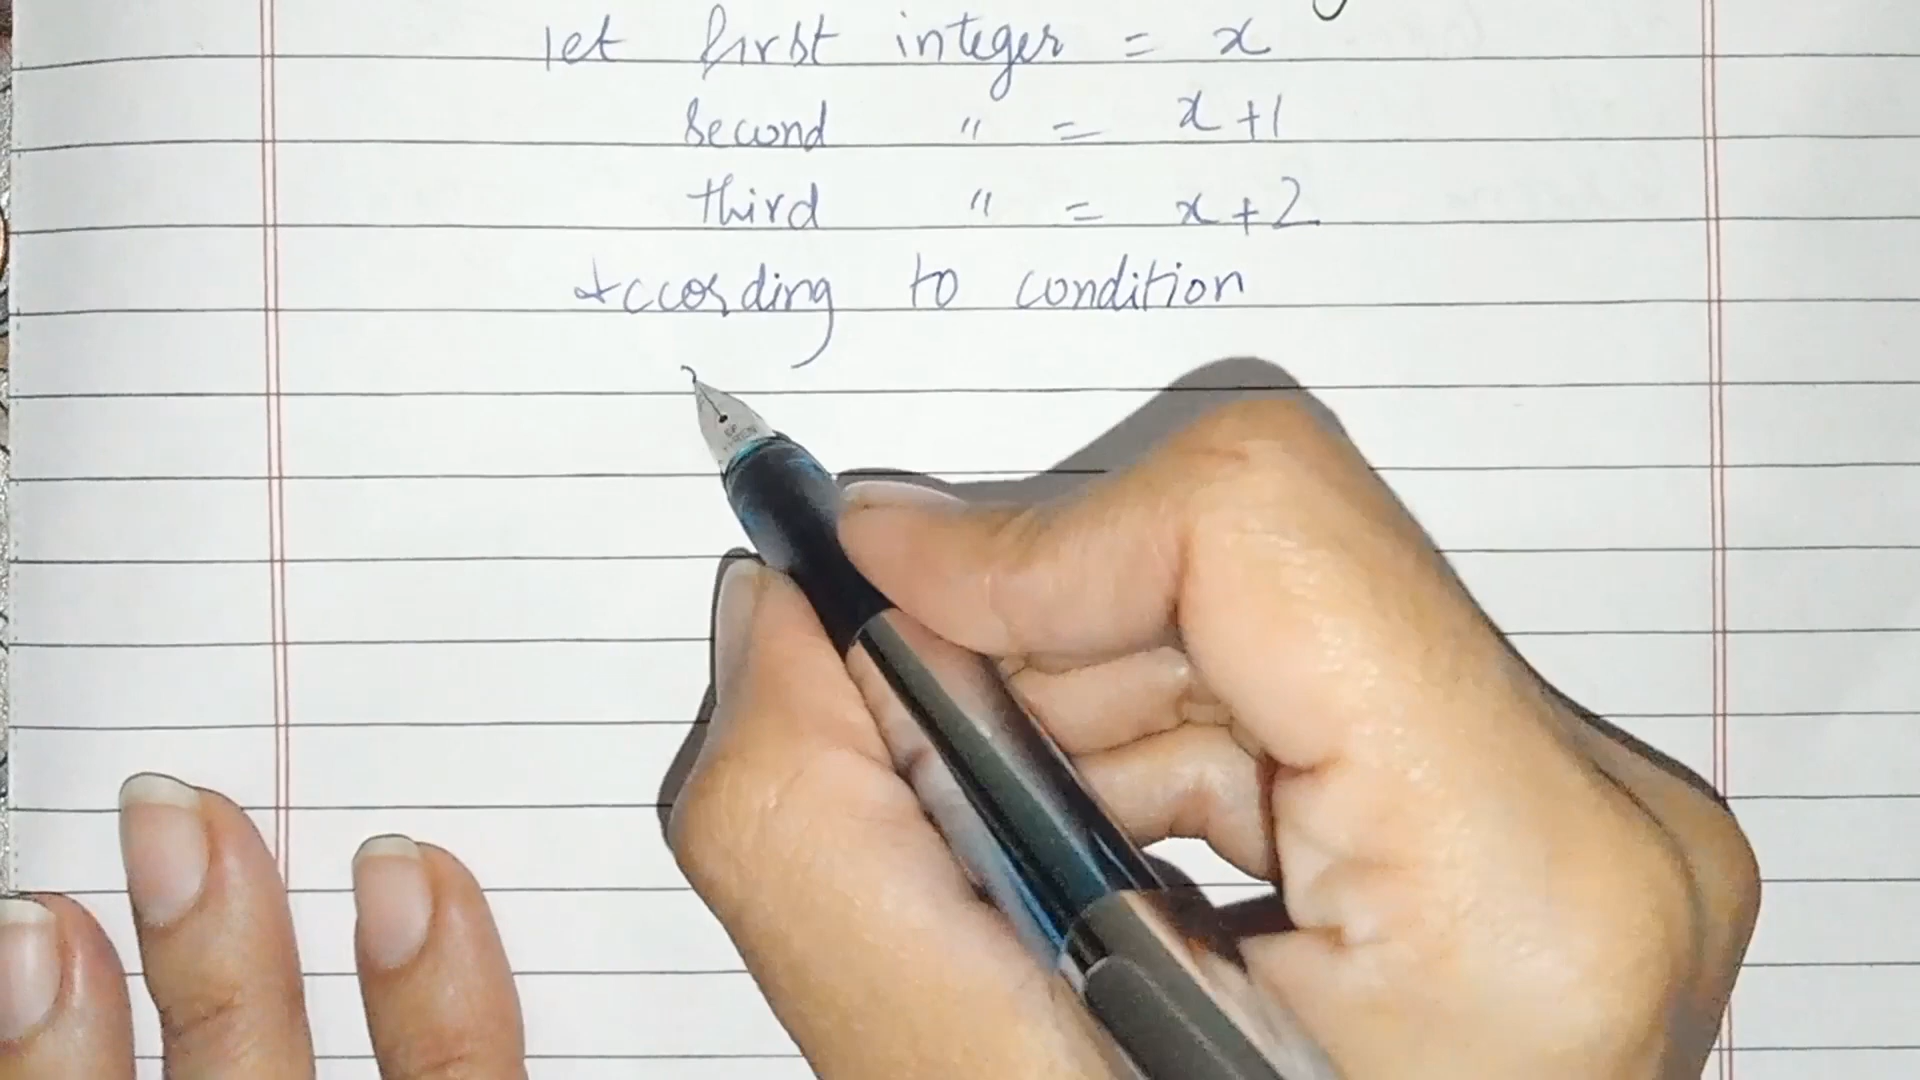 let first integer = x
second " = x+1
third " = x+2
According to condition